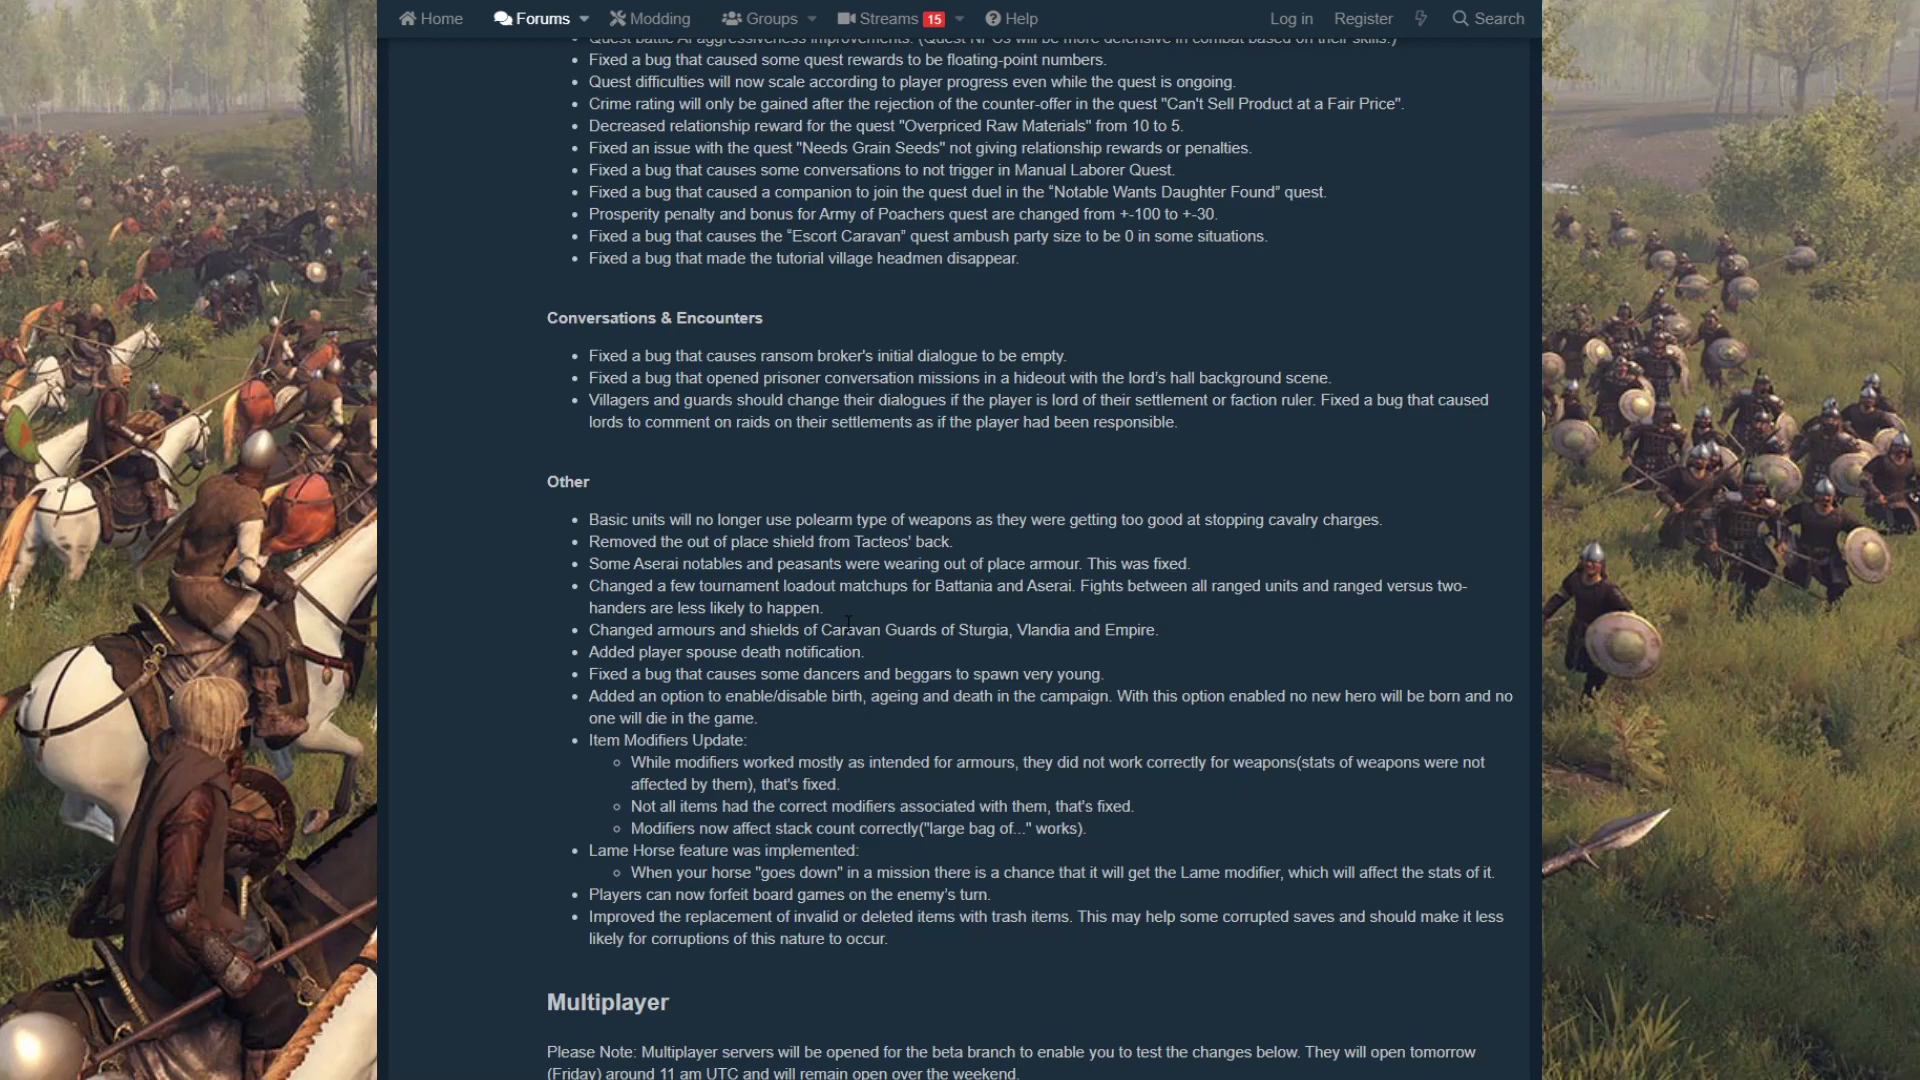 Home Forums Modding Groups Streams 15 Help Log in Register Search
Quest battle AI aggressiveness improvements. (Quest NPCs will be more defensive in combat based on their skills.)
Fixed a bug that caused some quest rewards to be floating-point numbers.
Quest difficulties will now scale according to player progress even while the quest is ongoing.
Crime rating will only be gained after the rejection of the counter-offer in the quest "Can't Sell Product at a Fair Price".
Decreased relationship reward for the quest "Overpriced Raw Materials" from 10 to 5.
Fixed an issue with the quest "Needs Grain Seeds" not giving relationship rewards or penalties.
Fixed a bug that causes some conversations to not trigger in Manual Laborer Quest.
Fixed a bug that caused a companion to join the quest duel in the “Notable Wants Daughter Found” quest.
Prosperity penalty and bonus for Army of Poachers quest are changed from +-100 to +-30.
Fixed a bug that causes the “Escort Caravan” quest ambush party size to be 0 in some situations.
Fixed a bug that made the tutorial village headmen disappear.
Conversations & Encounters
Fixed a bug that causes ransom broker's initial dialogue to be empty.
Fixed a bug that opened prisoner conversation missions in a hideout with the lord’s hall background scene.
Villagers and guards should change their dialogues if the player is lord of their settlement or faction ruler. Fixed a bug that caused
lords to comment on raids on their settlements as if the player had been responsible.
Other
Basic units will no longer use polearm type of weapons as they were getting too good at stopping cavalry charges.
Removed the out of place shield from Tacteos' back.
Some Aserai notables and peasants were wearing out of place armour. This was fixed.
Changed a few tournament loadout matchups for Battania and Aserai. Fights between all ranged units and ranged versus two-
handers are less likely to happen.
Changed armours and shields of Caravan Guards of Sturgia, Vlandia and Empire.
Added player spouse death notification.
Fixed a bug that causes some dancers and beggars to spawn very young.
Added an option to enable/disable birth, ageing and death in the campaign. With this option enabled no new hero will be born and no
one will die in the game.
Item Modifiers Update:
While modifiers worked mostly as intended for armours, they did not work correctly for weapons(stats of weapons were not
affected by them), that's fixed.
Not all items had the correct modifiers associated with them, that's fixed.
Modifiers now affect stack count correctly("large bag of..." works).
Lame Horse feature was implemented:
When your horse "goes down" in a mission there is a chance that it will get the Lame modifier, which will affect the stats of it.
Players can now forfeit board games on the enemy’s turn.
Improved the replacement of invalid or deleted items with trash items. This may help some corrupted saves and should make it less
likely for corruptions of this nature to occur.
Multiplayer
Please Note: Multiplayer servers will be opened for the beta branch to enable you to test the changes below. They will open tomorrow
(Friday) around 11 am UTC and will remain open over the weekend.